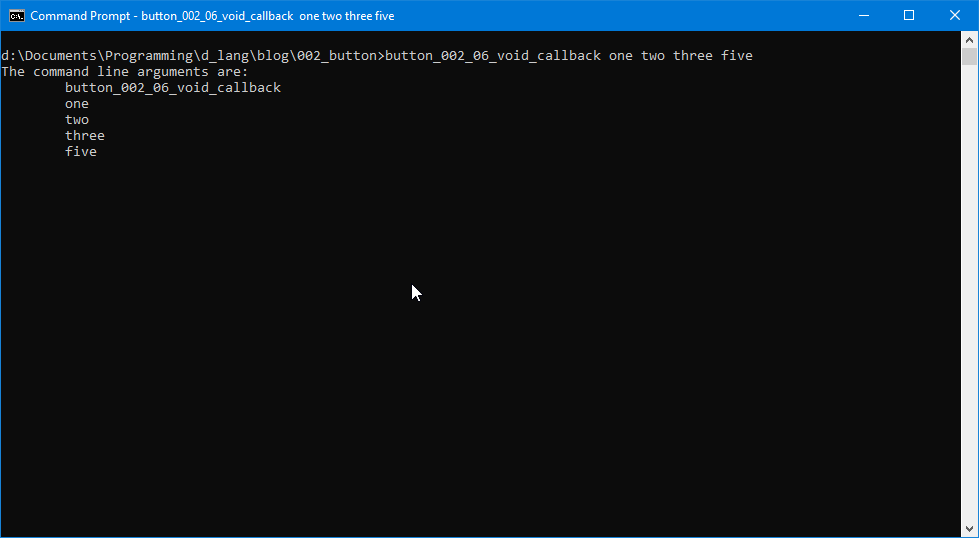 Command Prompt - button_002_06_void_callback  one two three five
d:\Documents\Programming\d_lang\blog\002_button>button_002_06_void_callback one two three five
The command line arguments are:
button_002_06_void_callback
one
two
three
five